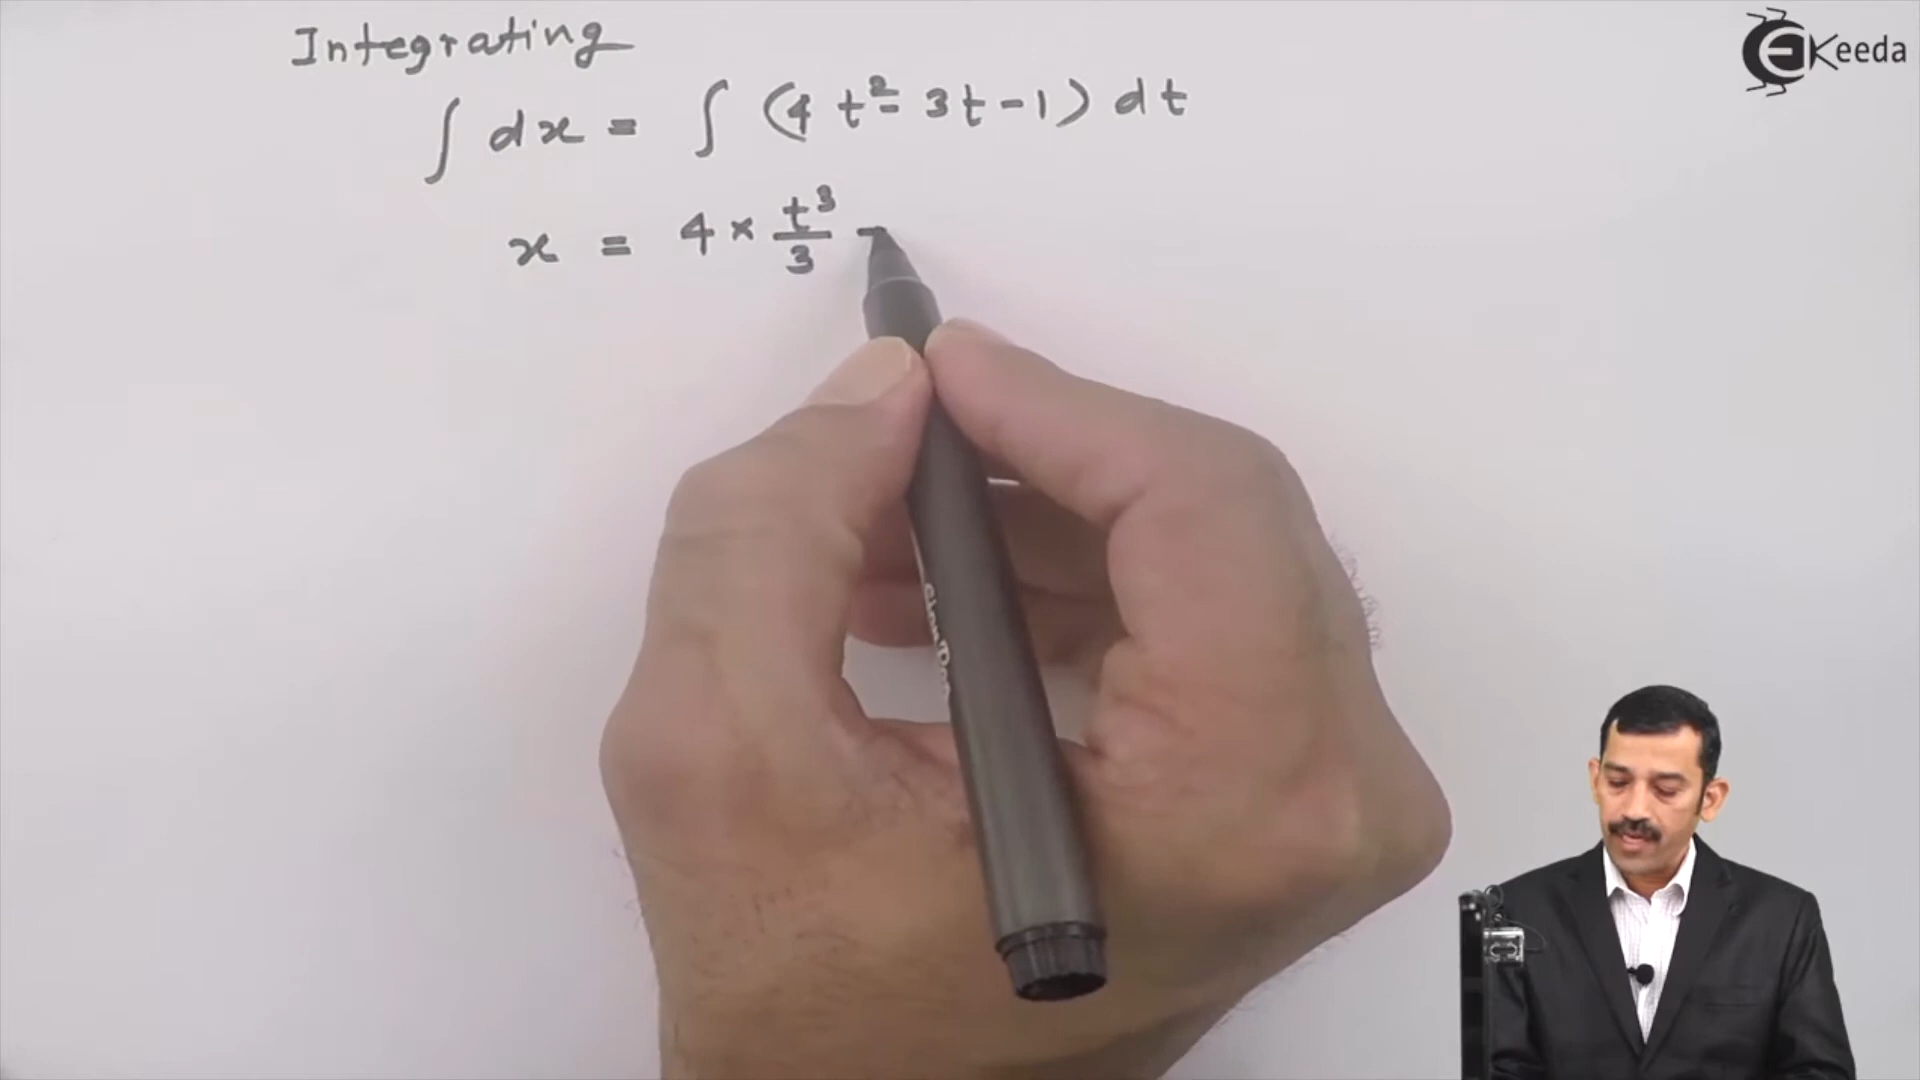 Integrating
∫ dx = ∫ (4 t² - 3t - 1) dt
x = 4 × t³/3 -
Keeda